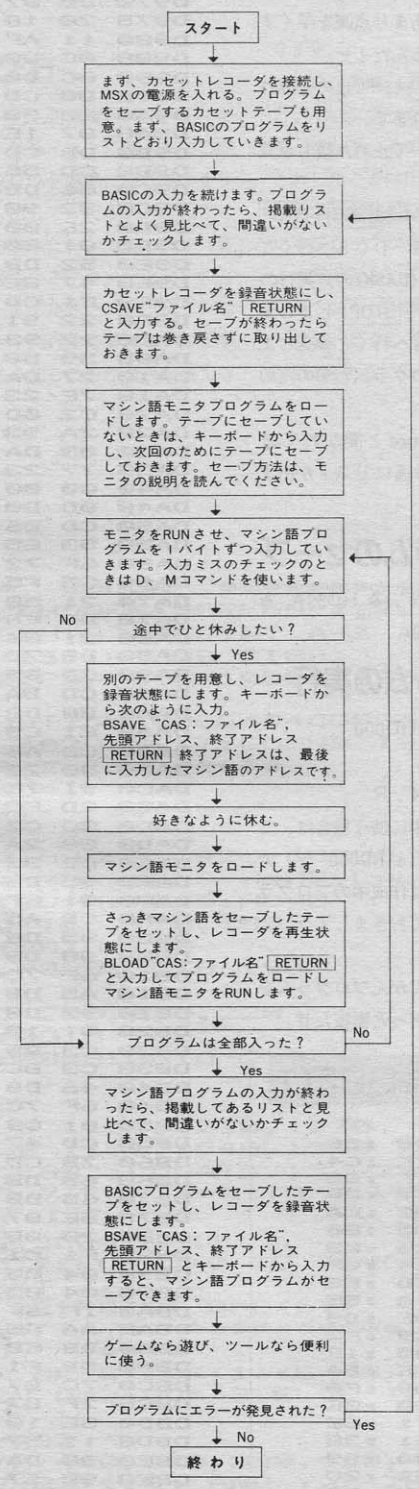 スタート
まず、カセットレコーダを接続し、
MSXの電源を入れる。プログラム
をセーブするカセットテープも用
意。まず、BASICのプログラムをリ
ストどおり入力していきます。
BASICの入力を続けます。プログラ
ムの入力が終わったら、掲載リス
トとよく見比べて、間違いがない
かチェックします。
カセットレコーダを録音状態にし、
CSAVE"ファイル名" RETURN
と入力する。セーブが終わったら
テープは巻き戻さずに取り出して
おきます。
マシン語モニタプログラムをロー
ドします。テープにセーブしてい
ないときは、キーボードから入力
し、次回のためにテープにセーブ
しておきます。セーブ方法は、モ
ニタの説明を読んでください。
モニタをRUNさせ、マシン語プロ
グラムを1バイトずつ入力してい
きます。入力ミスのチェックのと
きはD、Mコマンドを使います。
No
途中でひと休みしたい?
Yes
別のテープを用意し、レコーダを
録音状態にします。キーボードか
ら次のように入力。
BSAVE "CAS:ファイル名",
先頭アドレス、終了アドレス
RETURN 終了アドレスは、最後
に入力したマシン語のアドレスです。
好きなように休む。
マシン語モニタをロードします。
さっきマシン語をセーブしたテー
プをセットし、レコーダを再生状
態にします。
BLOAD"CAS:ファイル名" RETURN
と入力してプログラムをロードし
マシン語モニタをRUNします。
プログラムは全部入った?
No
Yes
マシン語プログラムの入力が終わ
ったら、掲載してあるリストと見
比べて、間違いがないかチェック
します。
BASICプログラムをセーブしたテー
プをセットし、レコーダを録音状
態にします。
BSAVE "CAS:ファイル名",
先頭アドレス、終了アドレス
RETURN とキーボードから入力
すると、マシン語プログラムがセ
ーブできます。
ゲームなら遊び、ツールなら便利
に使う。
プログラムにエラーが発見された?
Yes
No
終わり